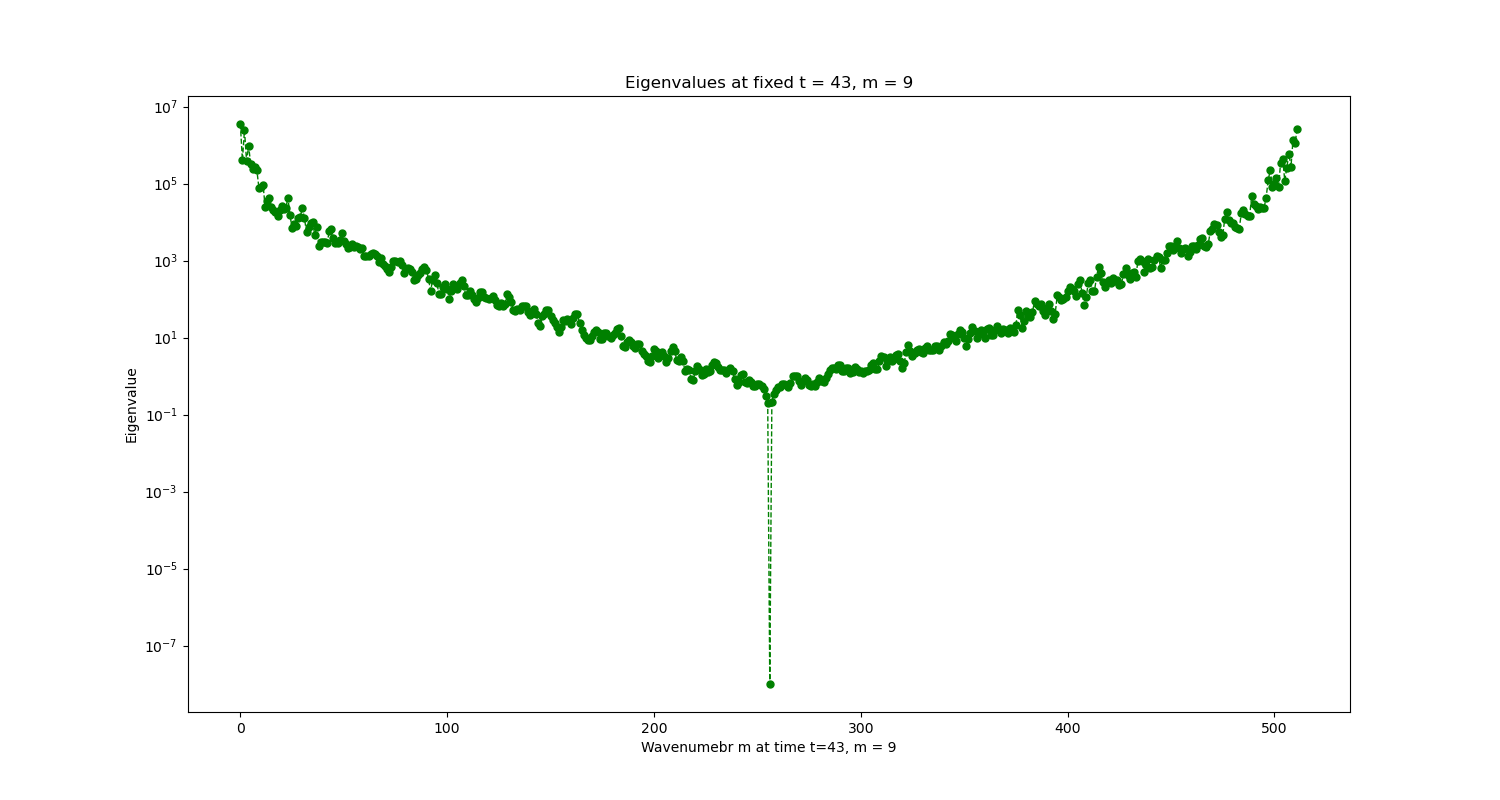 Eigenvalues at fixed t = 43, m = 9
Eigenvalue
10^7
10^5
10^3
10^1
10^−1
10^−3
10^−5
10^−7
0 100 200 300 400 500
Wavenumebr m at time t=43, m = 9